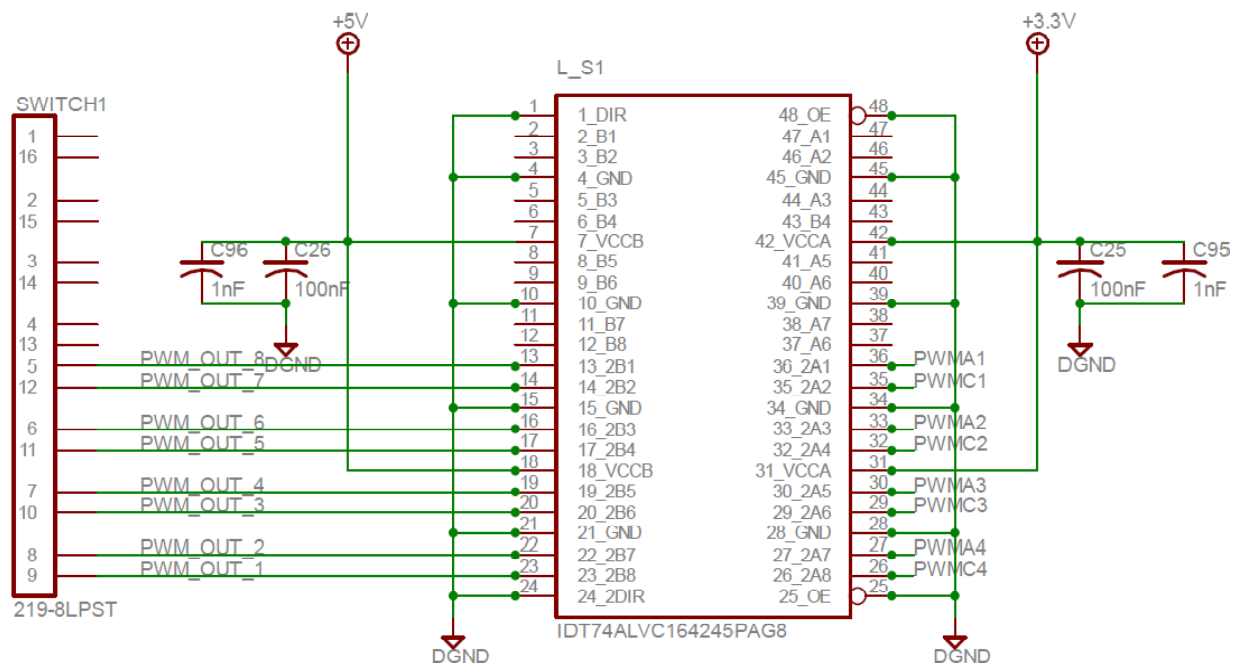 +5V
+3.3V
L_S1
SWITCH1
1
16
2
15
3
14
4
13
5
12
6
11
7
10
8
9
219-8LPST
C96
1nF
C26
100nF
DGND
PWM_OUT_8
PWM_OUT_7
PWM_OUT_6
PWM_OUT_5
PWM_OUT_4
PWM_OUT_3
PWM_OUT_2
PWM_OUT_1
1 1_DIR 48_OE 48
2 2_B1 47_A1 47
3 3_B2 46_A2 46
4 4_GND 45_GND 45
5 5_B3 44_A3 44
6 6_B4 43_B4 43
7 7_VCCB 42_VCCA 42
8 8_B5 41_A5 41
9 9_B6 40_A6 40
10 10_GND 39_GND 39
11 11_B7 38_A7 38
12 12_B8 37_A6 37
13 13_2B1 36_2A1 36 PWMA1
14 14_2B2 35_2A2 35 PWMC1
15 15_GND 34_GND 34
16 16_2B3 33_2A3 33 PWMA2
17 17_2B4 32_2A4 32 PWMC2
18 18_VCCB 31_VCCA 31
19 19_2B5 30_2A5 30 PWMA3
20 20_2B6 29_2A6 29 PWMC3
21 21_GND 28_GND 28
22 22_2B7 27_2A7 27 PWMA4
23 23_2B8 26_2A8 26 PWMC4
24 24_2DIR 25_OE 25
IDT74ALVC164245PAG8
DGND
DGND
C25
100nF
C95
1nF
DGND